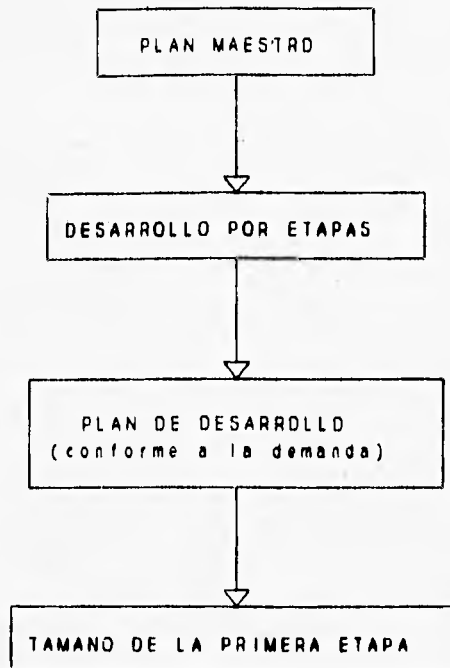 PLAN MAESTRO
DESARROLLO POR ETAPAS
PLAN DE DESARROLLO
(conforme a la demanda)
TAMANO DE LA PRIMERA ETAPA